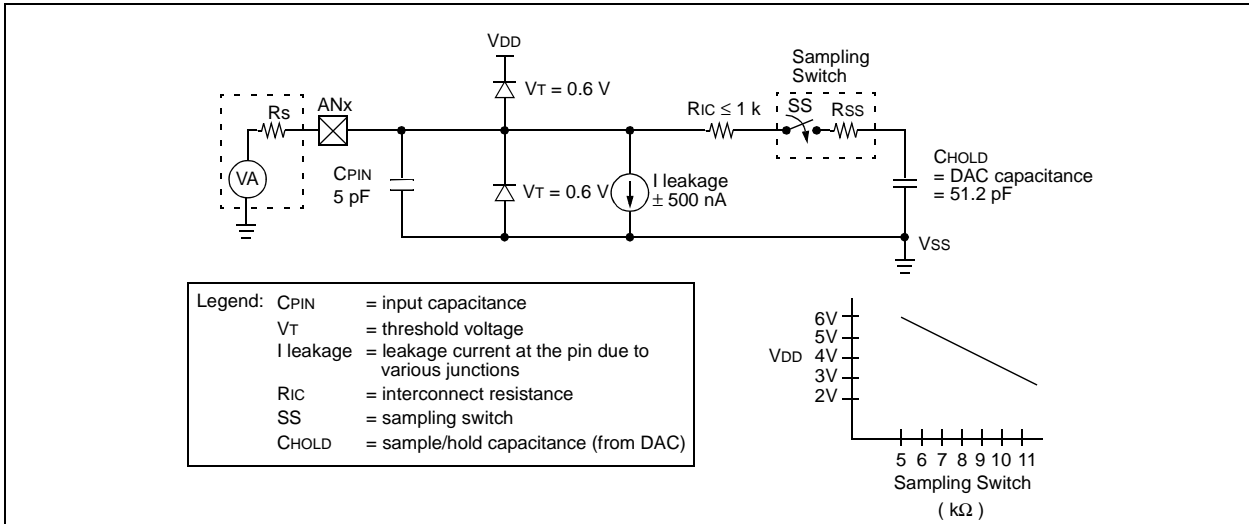 VDD
Sampling
Switch
VT = 0.6 V
RS
ANx
RIC ≤ 1 k
SS
RSS
VA
CPIN
5 pF
VT = 0.6 V
I leakage
± 500 nA
CHOLD
= DAC capacitance
= 51.2 pF
VSS
Legend: CPIN = input capacitance
VT = threshold voltage
I leakage = leakage current at the pin due to
various junctions
RIC = interconnect resistance
SS = sampling switch
CHOLD = sample/hold capacitance (from DAC)
6V
5V
VDD 4V
3V
2V
5 6 7 8 9 10 11
Sampling Switch
( kΩ )